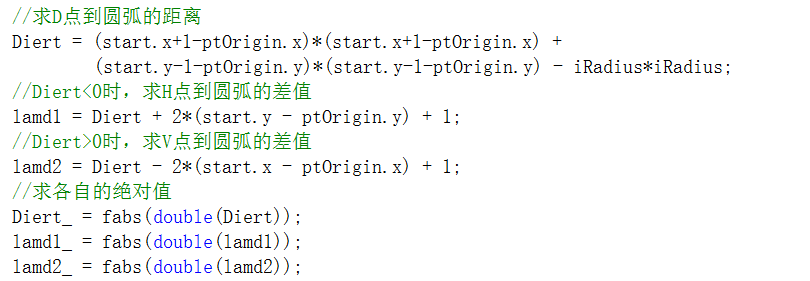 //求D点到圆弧的距离
Diert = (start.x+1-ptOrigin.x)*(start.x+1-ptOrigin.x) +
(start.y-1-ptOrigin.y)*(start.y-1-ptOrigin.y) - iRadius*iRadius;
//Diert<0时，求H点到圆弧的差值
lamd1 = Diert + 2*(start.y - ptOrigin.y) + 1;
//Diert>0时，求V点到圆弧的差值
lamd2 = Diert - 2*(start.x - ptOrigin.x) + 1;
//求各自的绝对值
Diert_ = fabs(double(Diert));
lamd1_ = fabs(double(lamd1));
lamd2_ = fabs(double(lamd2));